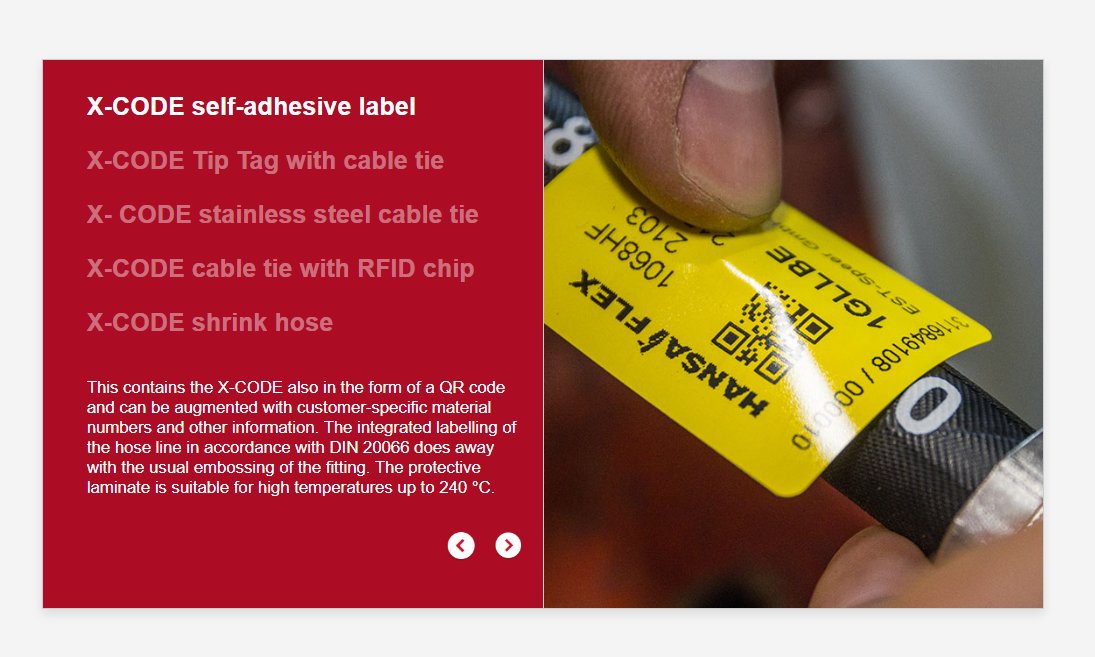 X-CODE self-adhesive label
X-CODE Tip Tag with cable tie
X- CODE stainless steel cable tie
X-CODE cable tie with RFID chip
X-CODE shrink hose
This contains the X-CODE also in the form of a QR code
and can be augmented with customer-specific material
numbers and other information. The integrated labelling of
the hose line in accordance with DIN 20066 does away
with the usual embossing of the fitting. The protective
laminate is suitable for high temperatures up to 240 °C.
HANSA/FLEX
1068HF
2103
1GLLBE
EST-Speer GmbH
3116849108 / 000010
0